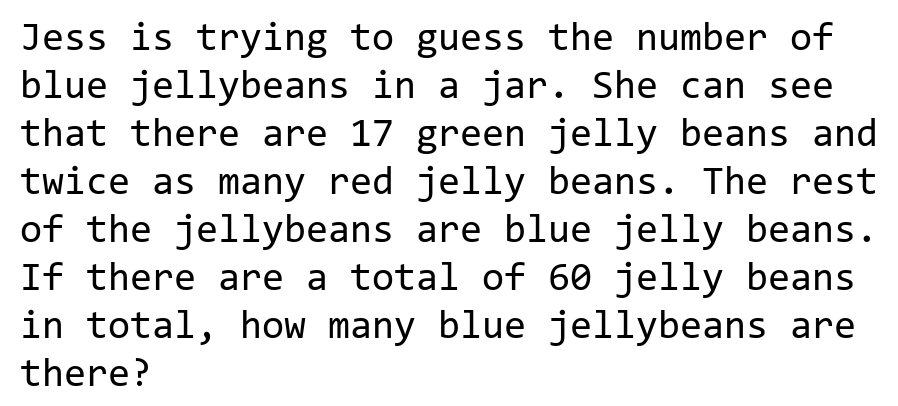 Jess is trying to guess the number of
blue jellybeans in a jar. She can see
that there are 17 green jelly beans and
twice as many red jelly beans. The rest
of the jellybeans are blue jelly beans.
If there are a total of 60 jelly beans
in total, how many blue jellybeans are
there?